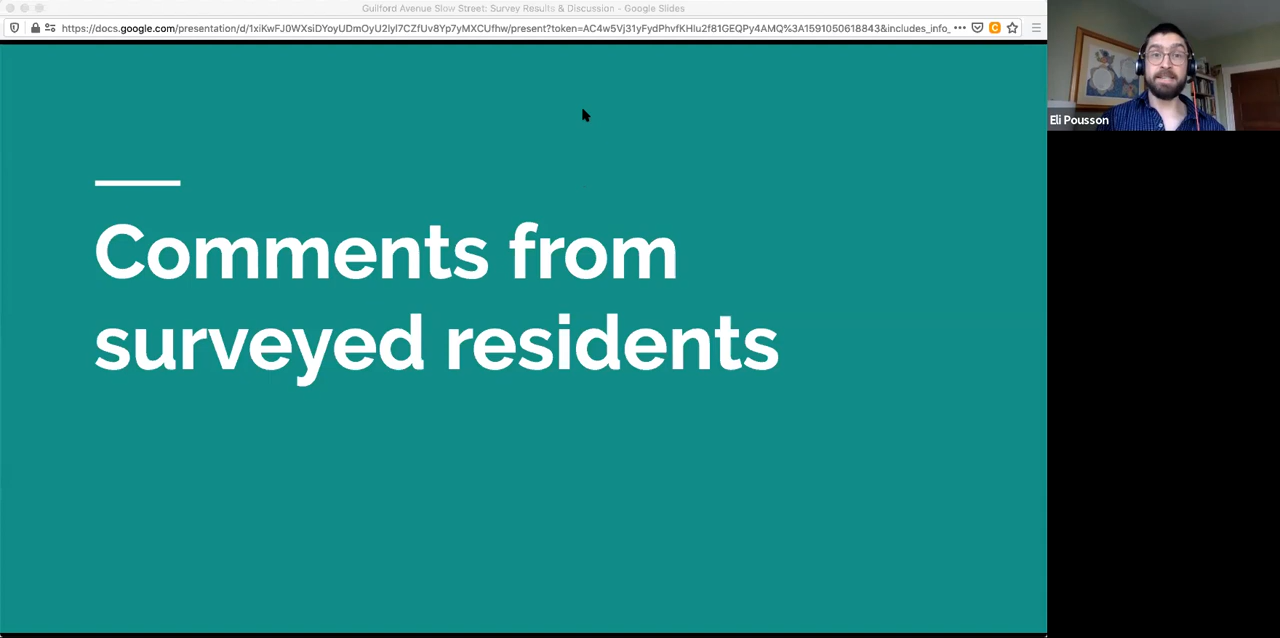 Guilford Avenue Slow Street: Survey Results & Discussion - Google Slides
https://docs.google.com/presentation/d/1xiKwFJ0WXsiDYoyUDmOyU2lyl7CZfUv8Yp7yMXCUfhw/present?token=AC4w5Vj31yFydPhvfKHIu2f81GEQPy4AMQ%3A1591050618843&includes_info_
Eli Pousson
Comments from
surveyed residents